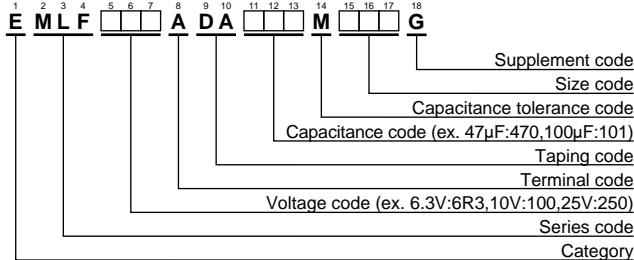 1 2 3 4 5 6 7 8 9 10 11 12 13 14 15 16 17 18
E M L F A D A M G
Supplement code
Size code
Capacitance tolerance code
Capacitance code (ex. 47µF:470,100µF:101)
Taping code
Terminal code
Voltage code (ex. 6.3V:6R3,10V:100,25V:250)
Series code
Category